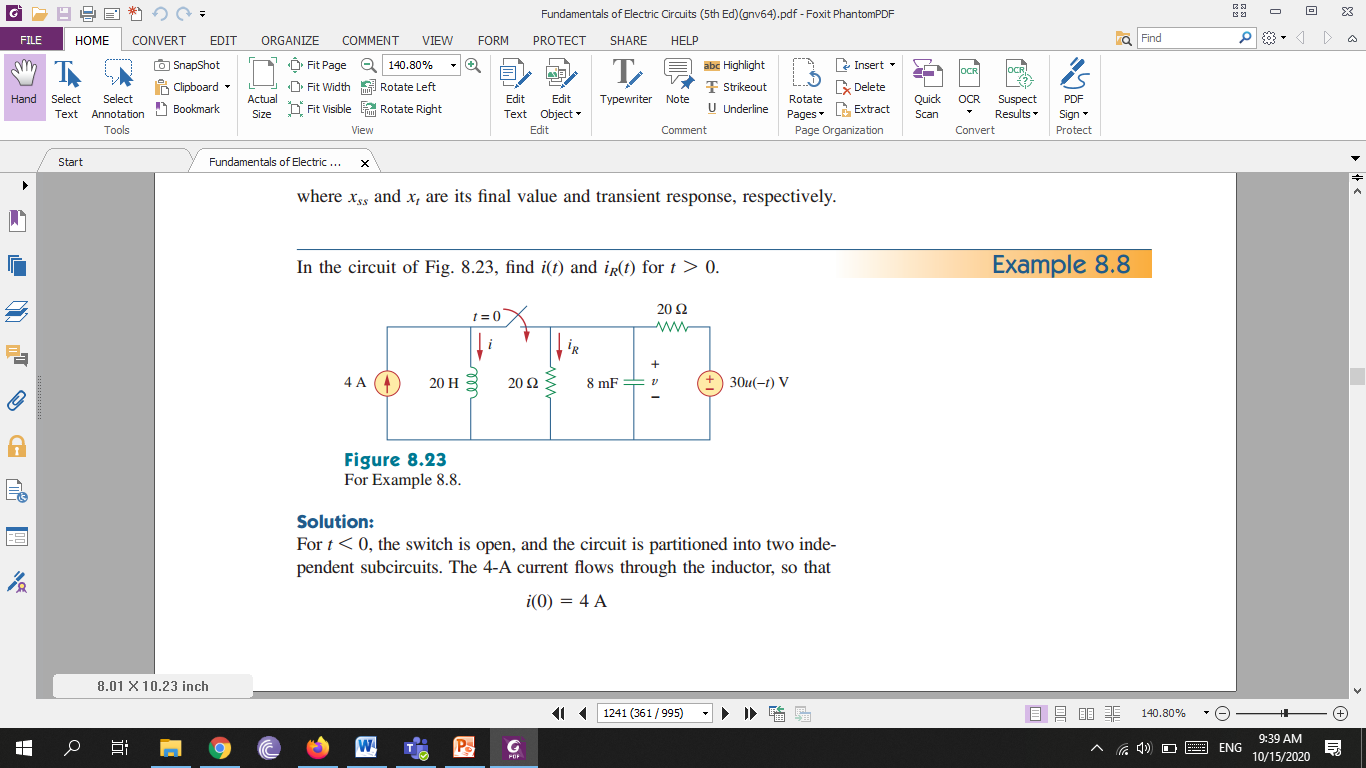 Fundamentals of Electric Circuits (5th Ed)(gnv64).pdf - Foxit PhantomPDF
FILE HOME CONVERT EDIT ORGANIZE COMMENT VIEW FORM PROTECT SHARE HELP Find
Hand
Select Text
Select Annotation
SnapShot
Clipboard
Bookmark
Tools
Actual Size
Fit Page
Fit Width
Fit Visible
140.80%
Rotate Left
Rotate Right
View
Edit Text
Edit Object
Edit
Typewriter
Note
abc Highlight
T Strikeout
U Underline
Comment
Rotate Pages
Insert
Delete
Extract
Page Organization
Quick Scan
OCR
OCR
OCR
Suspect Results
Convert
PDF Sign
Protect
Start
Fundamentals of Electric ... x
where xss and xt are its final value and transient response, respectively.
In the circuit of Fig. 8.23, find i(t) and iR(t) for t > 0.
Example 8.8
20 Ω
t = 0
i
iR
4 A
20 H
20 Ω
8 mF
+
v
−
+
−
30u(−t) V
Figure 8.23
For Example 8.8.
Solution:
For t < 0, the switch is open, and the circuit is partitioned into two inde-
pendent subcircuits. The 4-A current flows through the inductor, so that
i(0) = 4 A
8.01 X 10.23 inch
1241 (361 / 995)
140.80%
ENG
9:39 AM
10/15/2020